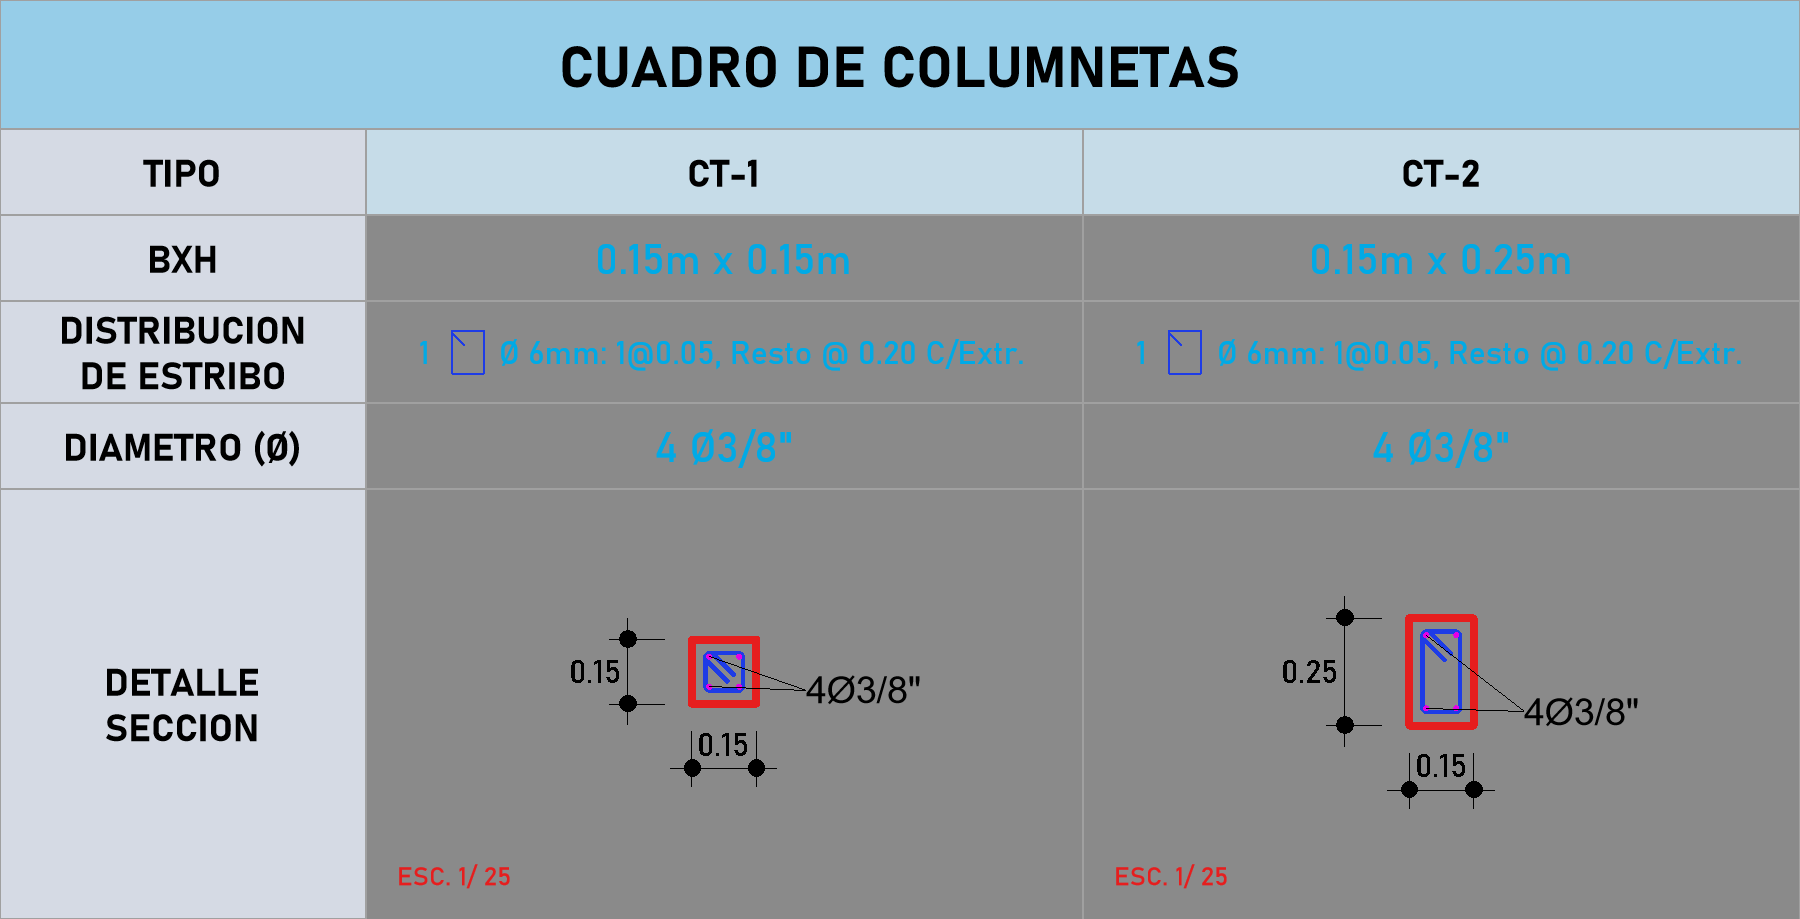 CUADRO DE COLUMNETAS
TIPO
CT-1
CT-2
BXH
0.15m x 0.15m
0.15m x 0.25m
DISTRIBUCION
DE ESTRIBO
1 Ø 6mm: 1@0.05, Resto @ 0.20 C/Extr.
1 Ø 6mm: 1@0.05, Resto @ 0.20 C/Extr.
DIAMETRO (Ø)
4 Ø3/8"
4 Ø3/8"
DETALLE
SECCION
0.15
4Ø3/8"
0.15
ESC. 1/ 25
0.25
4Ø3/8"
0.15
ESC. 1/ 25